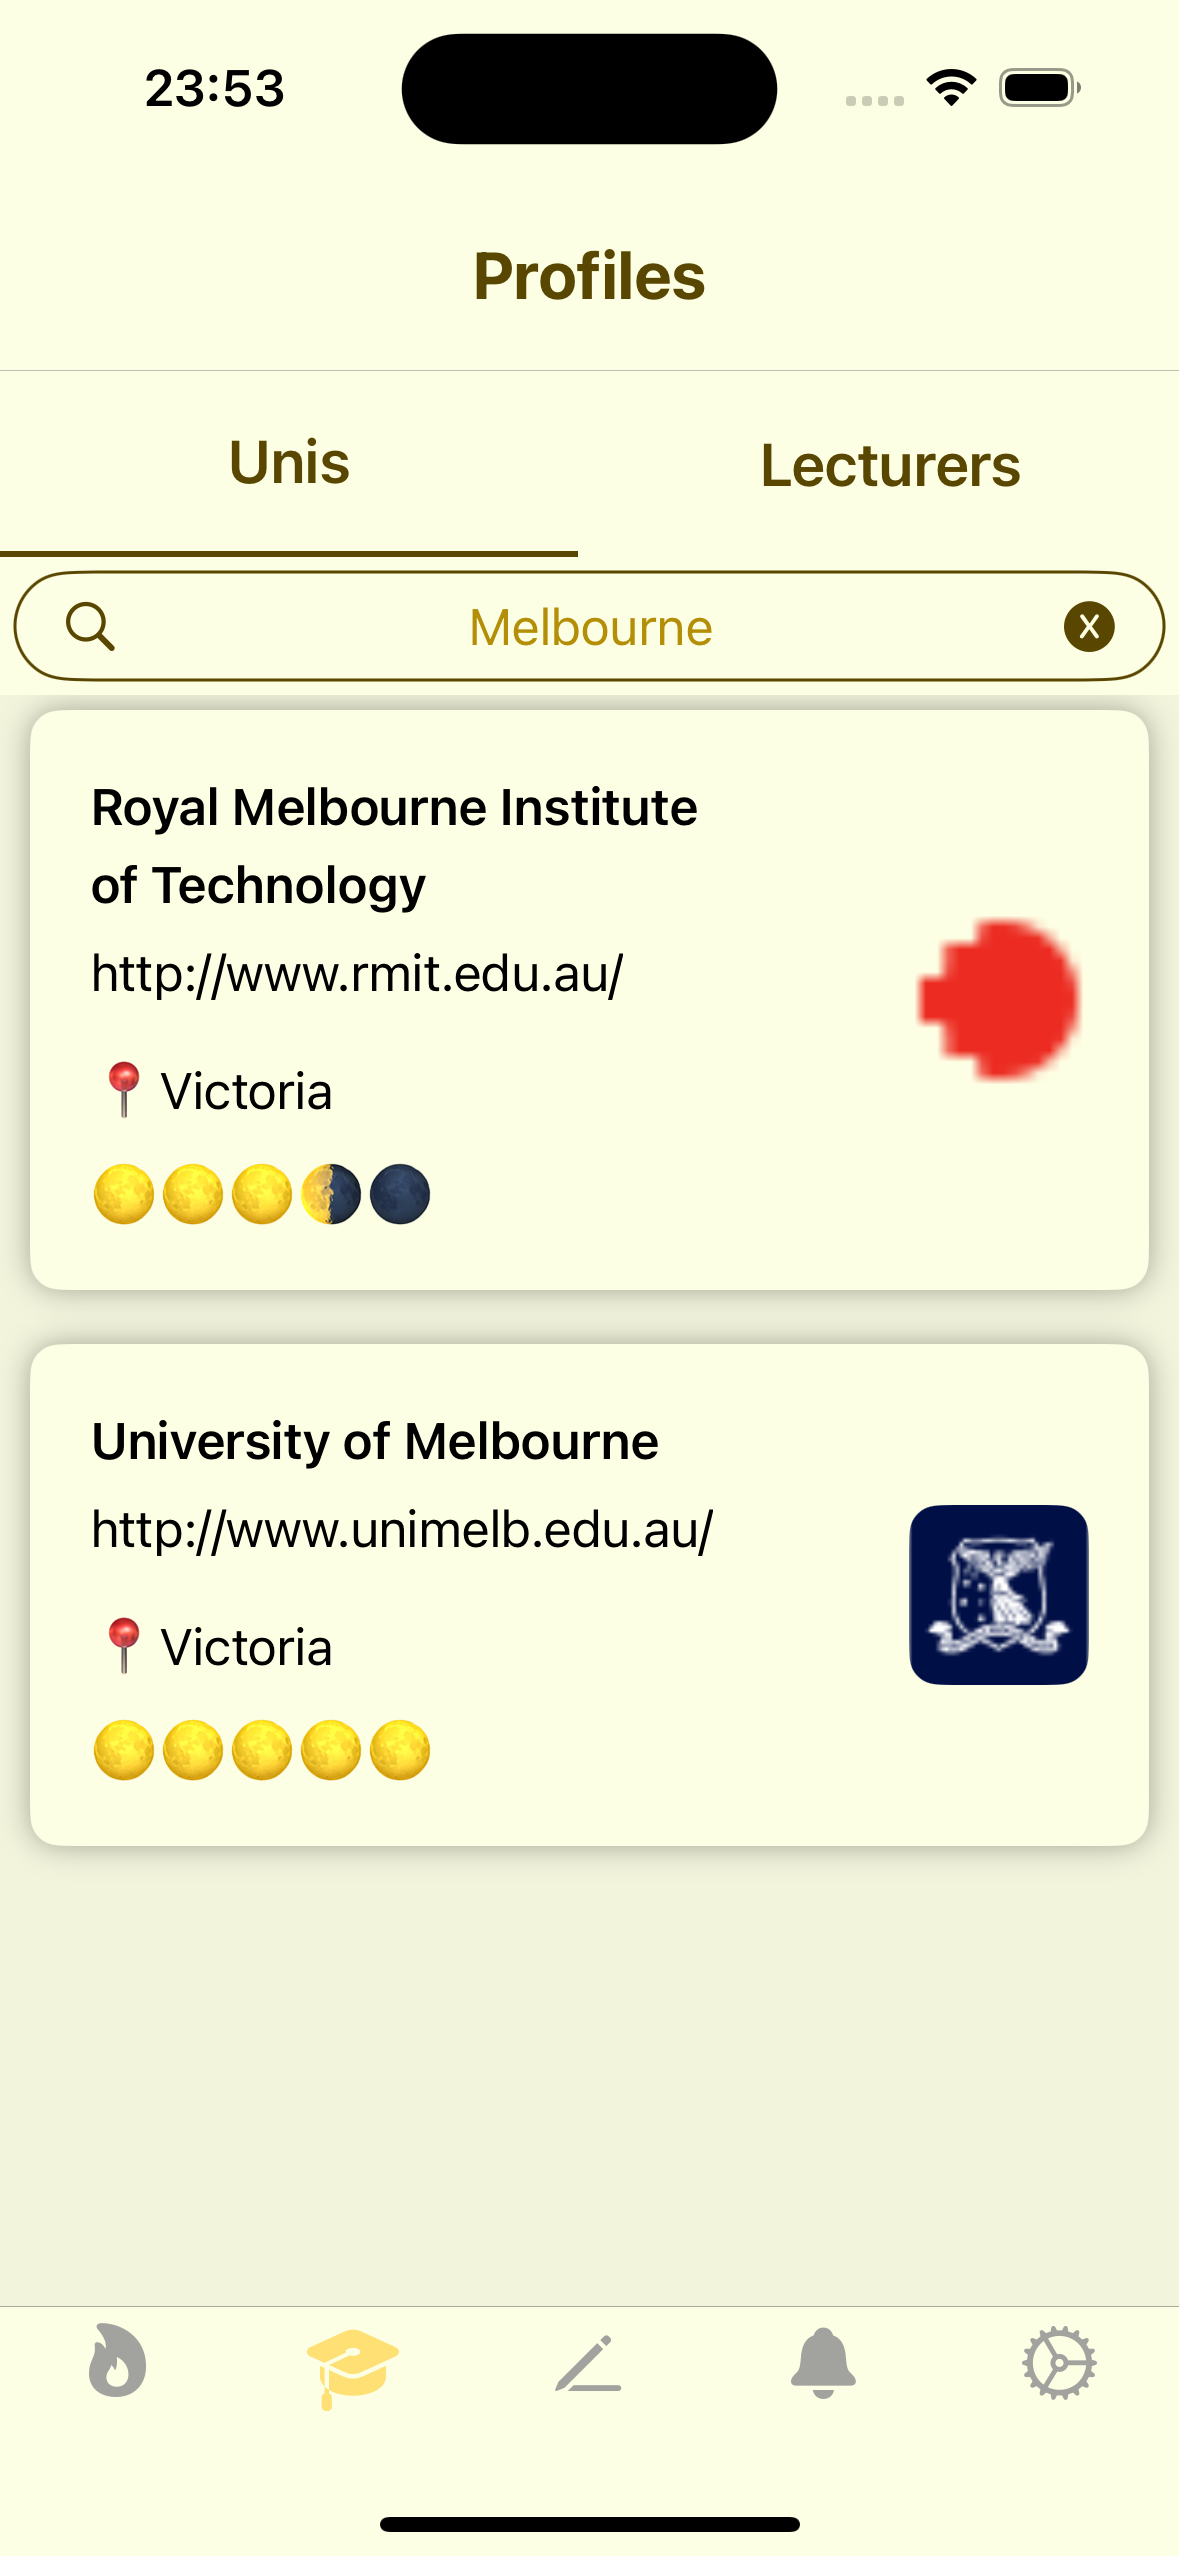 23:53
Profiles
Unis
Lecturers
Melbourne
Royal Melbourne Institute
of Technology
http://www.rmit.edu.au/
📍 Victoria
🌕🌕🌕🌗🌑
University of Melbourne
http://www.unimelb.edu.au/
📍 Victoria
🌕🌕🌕🌕🌕